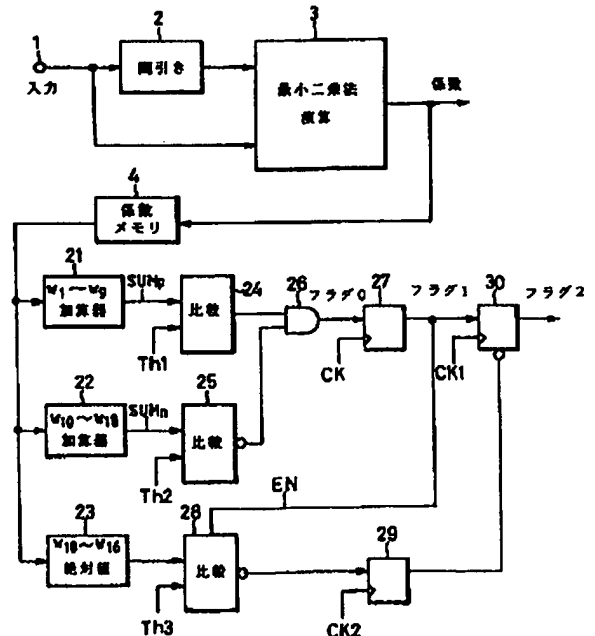 1
入力
2
間引き
3
最小二乗法
演算
係数
4
係数
メモリ
21
W1～W9
加算器
SUMp
24
比較
Th1
26
フラグ0
27
CK
フラグ1
30
CK1
フラグ2
22
W10～W18
加算器
SUMn
25
比較
Th2
EN
23
W10～W16
絶対値
28
比較
Th3
29
CK2